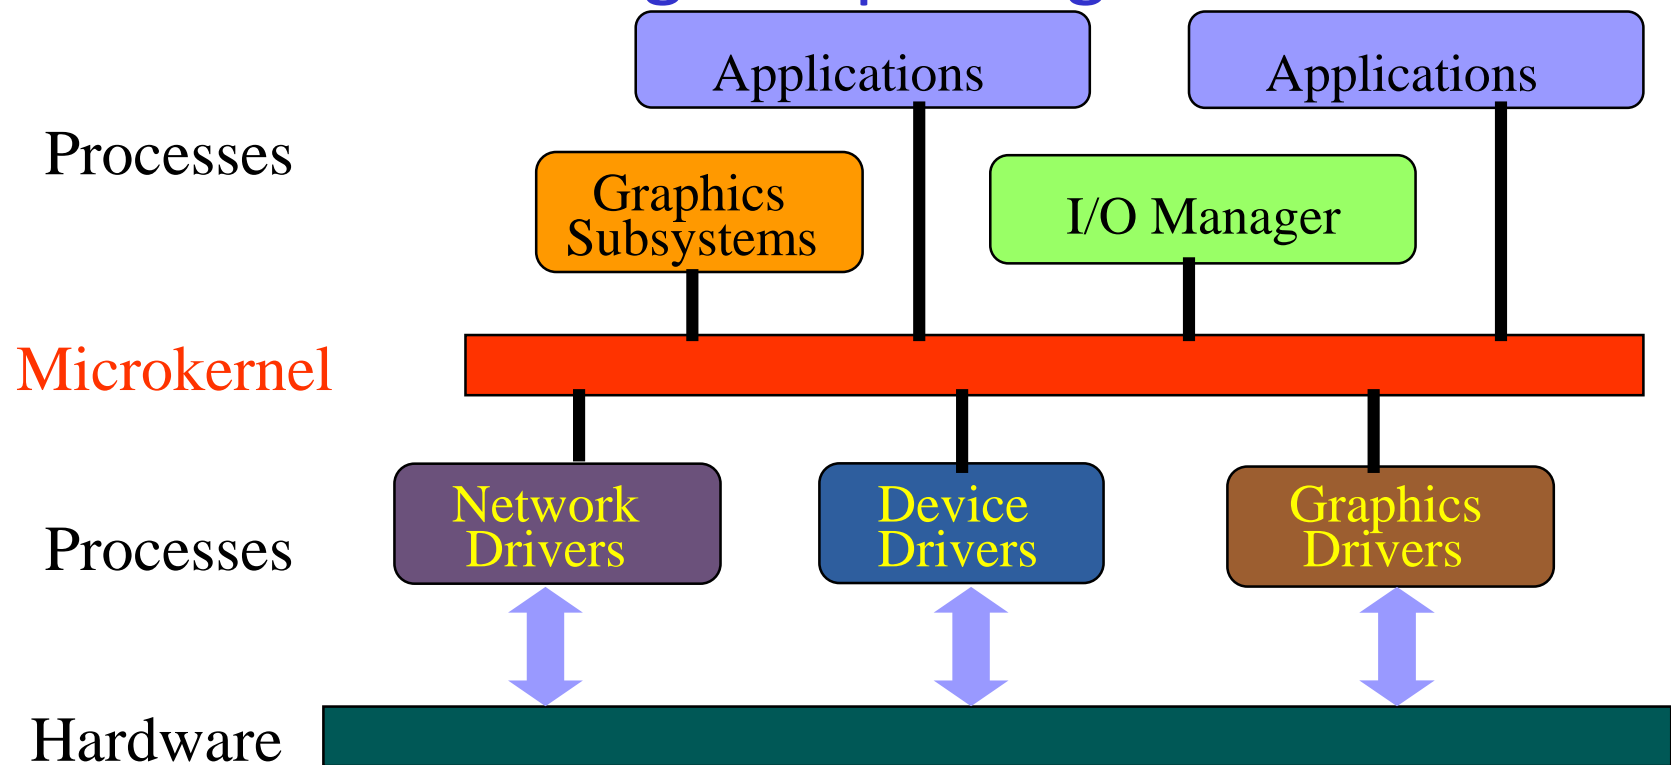 Applications
Applications
Processes
Graphics
Subsystems
I/O Manager
Microkernel
Network
Drivers
Device
Drivers
Graphics
Drivers
Processes
Hardware